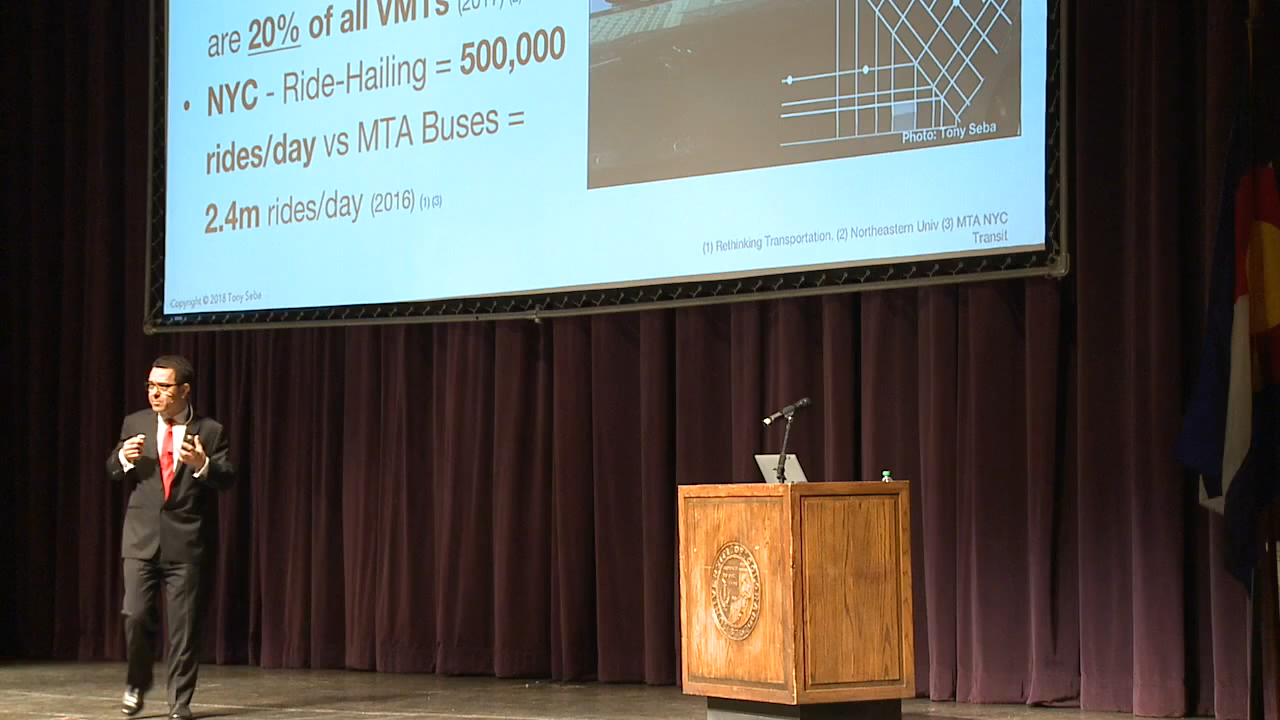 are 20% of all VMTs (2017)
• NYC - Ride-Hailing = 500,000
rides/day vs MTA Buses =
2.4m rides/day (2016) (1) (3)
Photo: Tony Seba
(1) Rethinking Transportation, (2) Northeastern Univ (3) MTA NYC
Transit
Copyright © 2018 Tony Seba